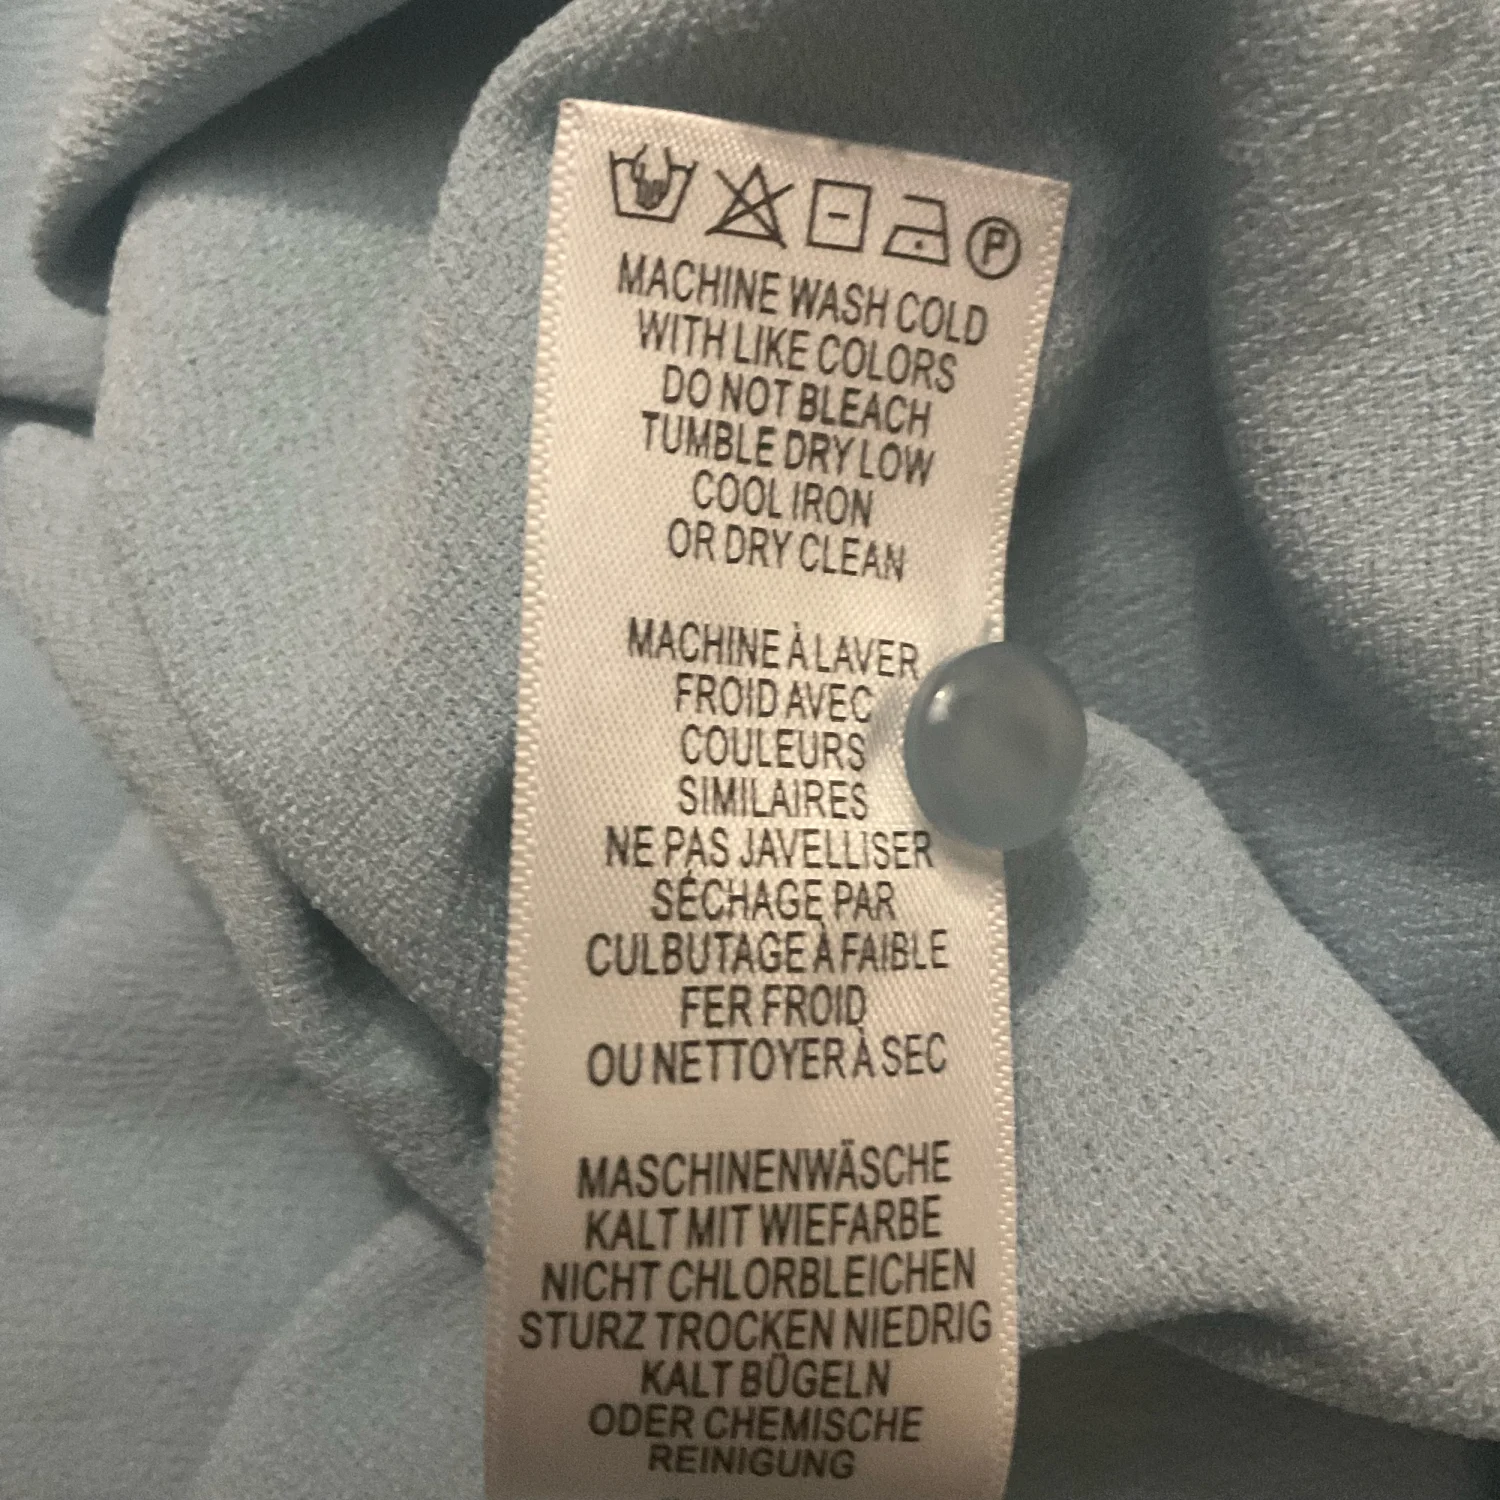 P
MACHINE WASH COLD
WITH LIKE COLORS
DO NOT BLEACH
TUMBLE DRY LOW
COOL IRON
OR DRY CLEAN
MACHINE À LAVER
FROID AVEC
COULEURS
SIMILAIRES
NE PAS JAVELLISER
SÉCHAGE PAR
CULBUTAGE À FAIBLE
FER FROID
OU NETTOYER À SEC
MASCHINENWÄSCHE
KALT MIT WIEFARBE
NICHT CHLORBLEICHEN
STURZ TROCKEN NIEDRIG
KALT BÜGELN
ODER CHEMISCHE
REINIGUNG